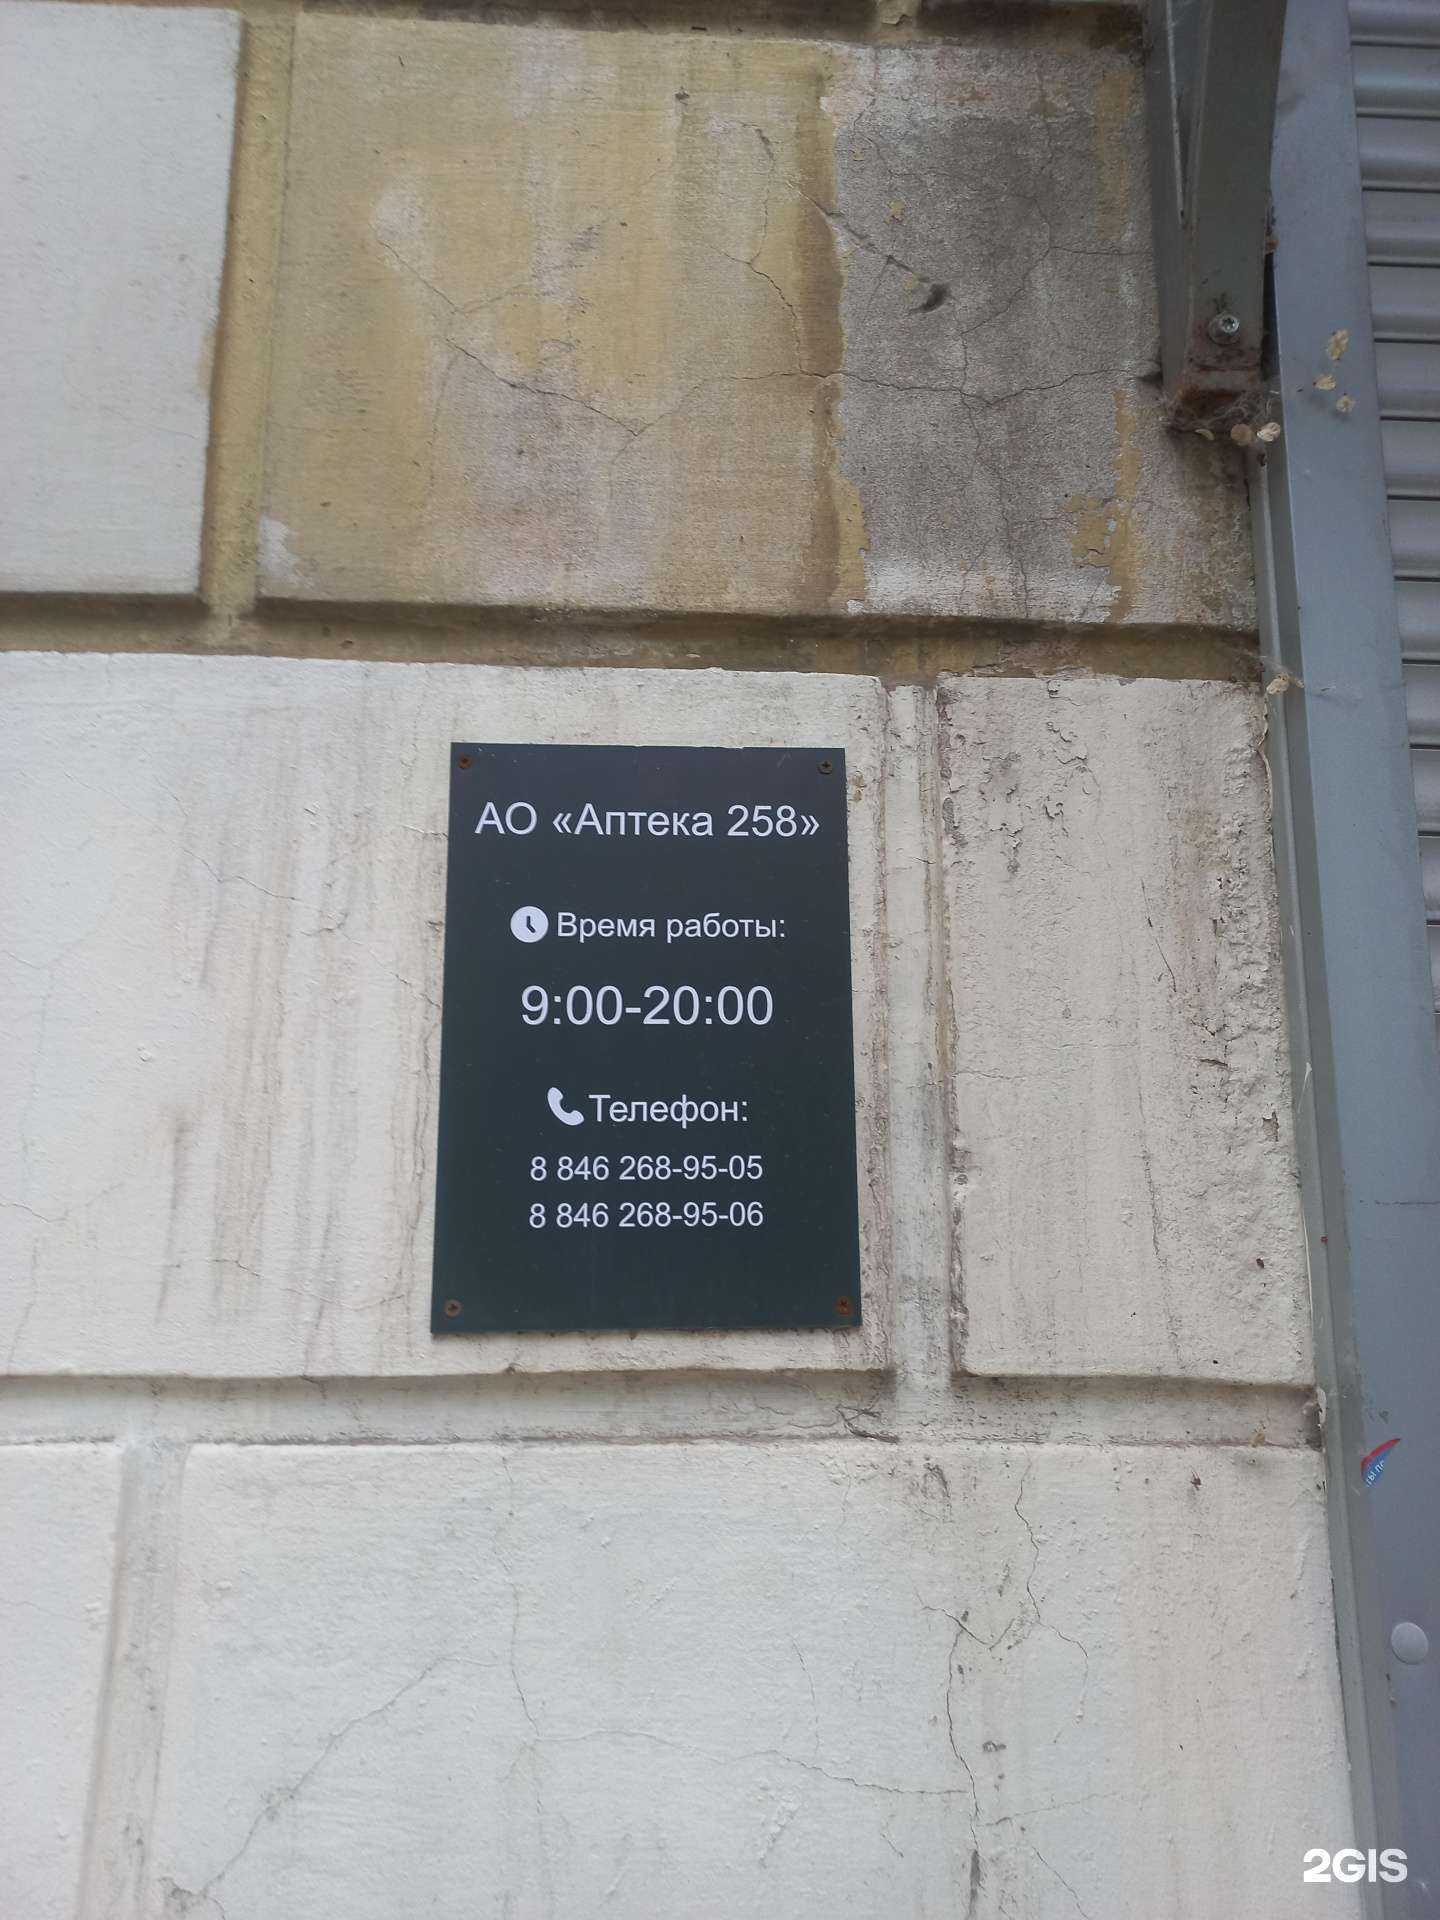 АО «Аптека 258»
Время работы:
9:00-20:00
Телефон:
8 846 268-95-05
8 846 268-95-06
2GIS